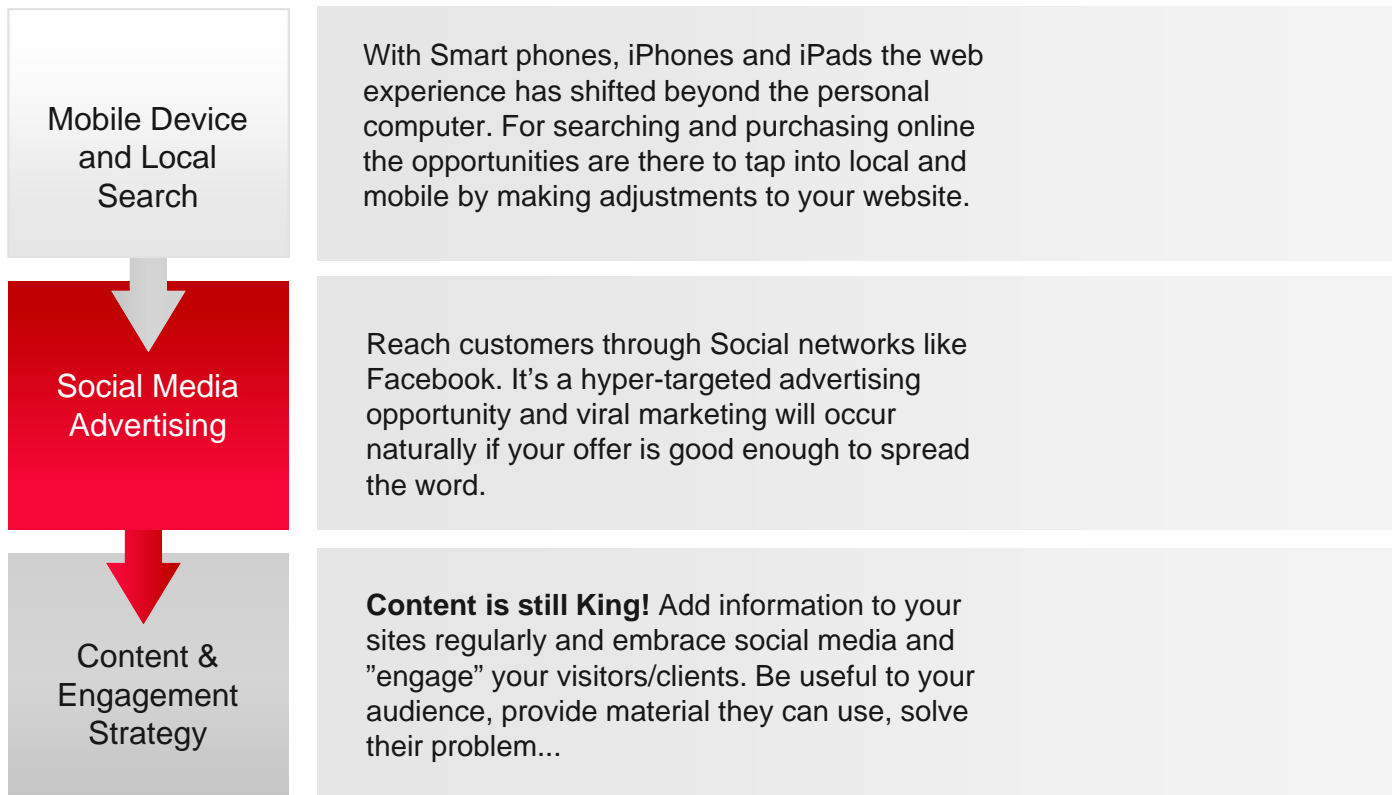 Mobile Device
and Local
Search
With Smart phones, iPhones and iPads the web
experience has shifted beyond the personal
computer. For searching and purchasing online
the opportunities are there to tap into local and
mobile by making adjustments to your website.
Social Media
Advertising
Reach customers through Social networks like
Facebook. It’s a hyper-targeted advertising
opportunity and viral marketing will occur
naturally if your offer is good enough to spread
the word.
Content &
Engagement
Strategy
Content is still King! Add information to your
sites regularly and embrace social media and
”engage” your visitors/clients. Be useful to your
audience, provide material they can use, solve
their problem...